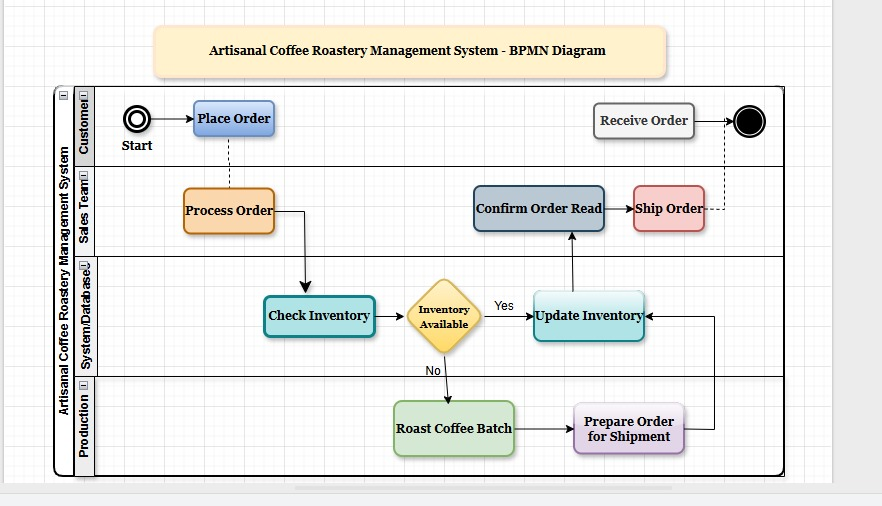 Artisanal Coffee Roastery Management System - BPMN Diagram
Artisanal Coffee Roastery Management System
Customer
Start
Place Order
Receive Order
Sales Team
Process Order
Confirm Order Read
Ship Order
System/Database
Check Inventory
Inventory
Available
Yes
Update Inventory
No
Production
Roast Coffee Batch
Prepare Order
for Shipment